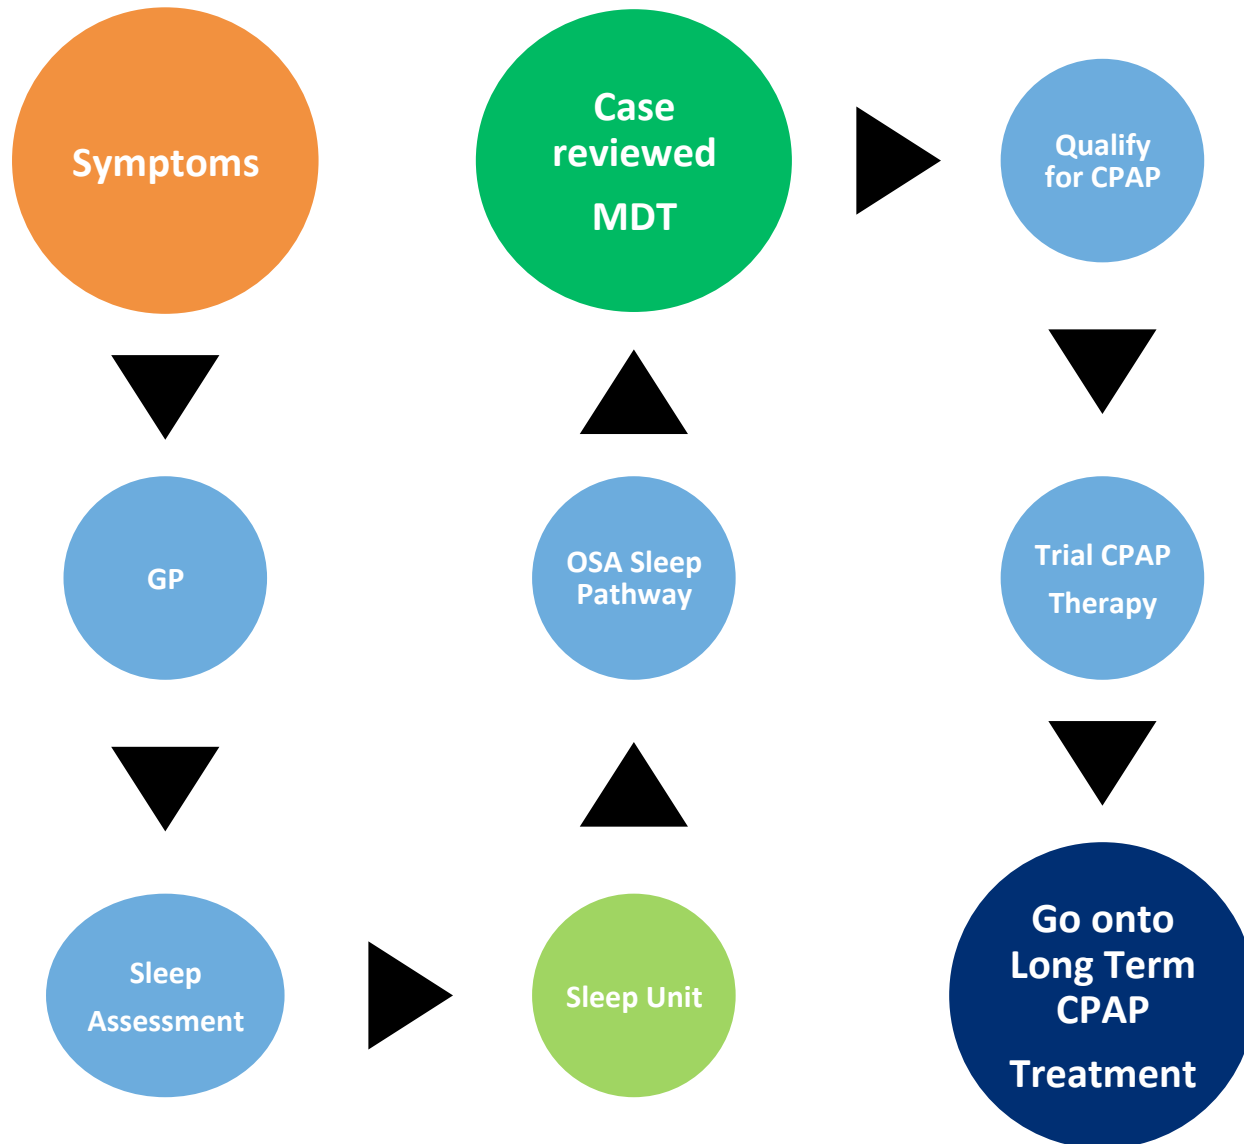 Symptoms
GP
Sleep
Assessment
Sleep Unit
OSA Sleep
Pathway
Case
reviewed
MDT
Qualify
for CPAP
Trial CPAP
Therapy
Go onto
Long Term
CPAP
Treatment